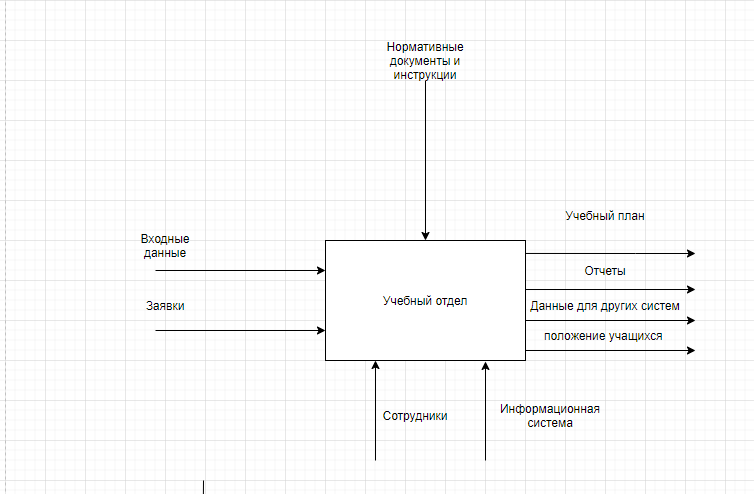 Нормативные
документы и
инструкции
Учебный план
Входные
данные
Отчеты
Заявки
Учебный отдел
Данные для других систем
положение учащихся
Сотрудники
Информационная
система